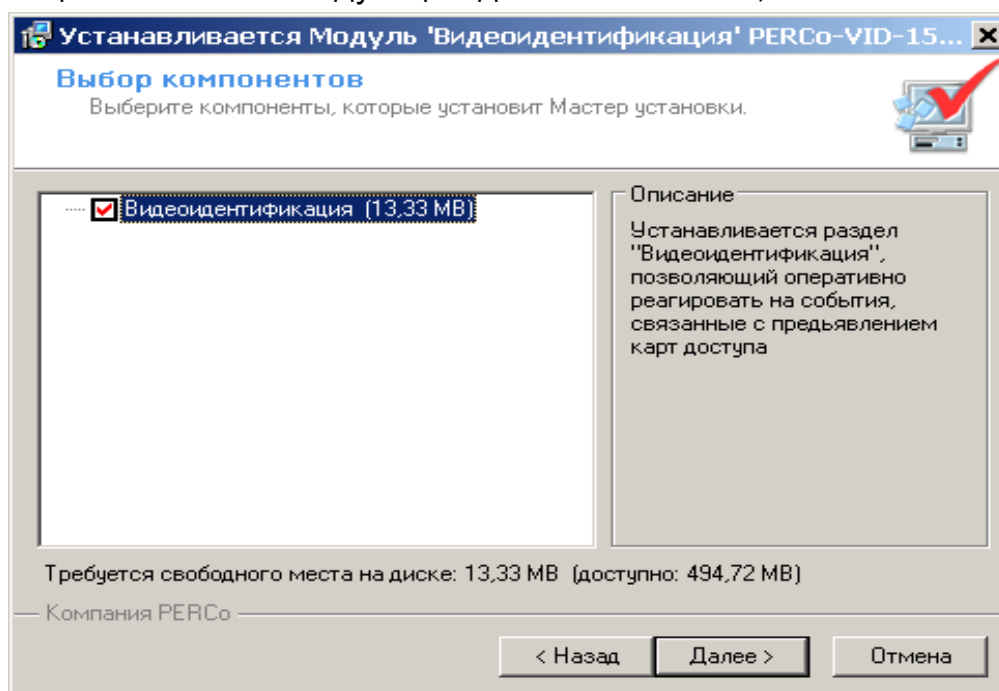 Устанавливается Модуль 'Видеоидентификация' PERCo-VID-15...
Выбор компонентов
Выберите компоненты, которые установит Мастер установки.
Видеоидентификация (13,33 MB)
Описание
Устанавливается раздел
"Видеоидентификация",
позволяющий оперативно
реагировать на события,
связанные с предьявлением
карт доступа
Требуется свободного места на диске: 13,33 MB (доступно: 494,72 MB)
Компания PERCo
< Назад
Далее >
Отмена